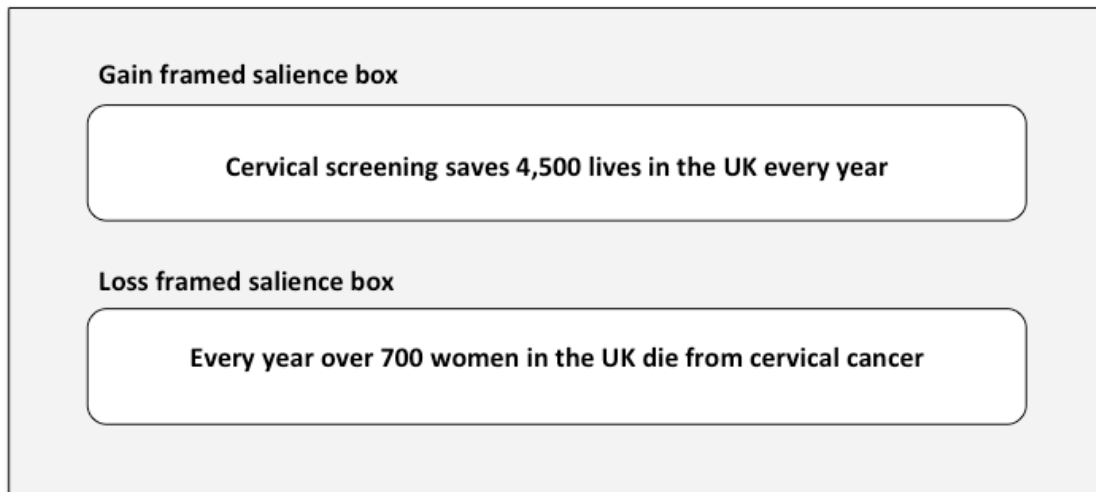 Gain framed salience box
Cervical screening saves 4,500 lives in the UK every year
Loss framed salience box
Every year over 700 women in the UK die from cervical cancer